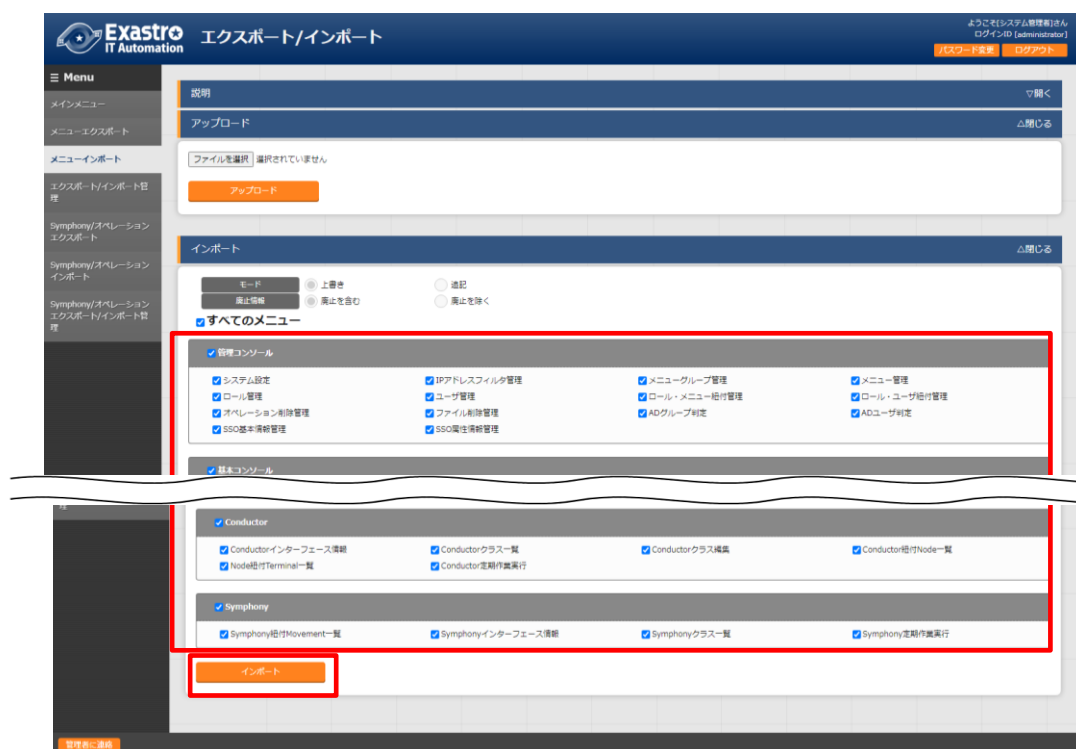 Exastro
IT Automation
エクスポート/インポート
ようこそ[システム管理者]さん
ログインID [administrator]
パスワード変更 ログアウト
☰ Menu
メインメニュー
メニューエクスポート
メニューインポート
エクスポート/インポート管
理
Symphony/オペレーション
エクスポート
Symphony/オペレーション
インポート
Symphony/オペレーション
エクスポート/インポート管
理
説明 ▽開く
アップロード △閉じる
ファイルを選択 選択されていません
アップロード
インポート △閉じる
モード 上書き 追記
廃止情報 廃止を含む 廃止を除く
すべてのメニュー
管理コンソール
システム設定 IPアドレスフィルタ管理 メニューグループ管理 メニュー管理
ロール管理 ユーザ管理 ロール・メニュー紐付管理 ロール・ユーザ紐付管理
オペレーション削除管理 ファイル削除管理 ADグループ判定 ADユーザ判定
SSO基本情報管理 SSO属性情報管理
基本コンソール
理
Conductor
Conductorインターフェース情報 Conductorクラス一覧 Conductorクラス編集 Conductor紐付Node一覧
Node紐付Terminal一覧 Conductor定期作業実行
Symphony
Symphony紐付Movement一覧 Symphonyインターフェース情報 Symphonyクラス一覧 Symphony定期作業実行
インポート
管理者に連絡